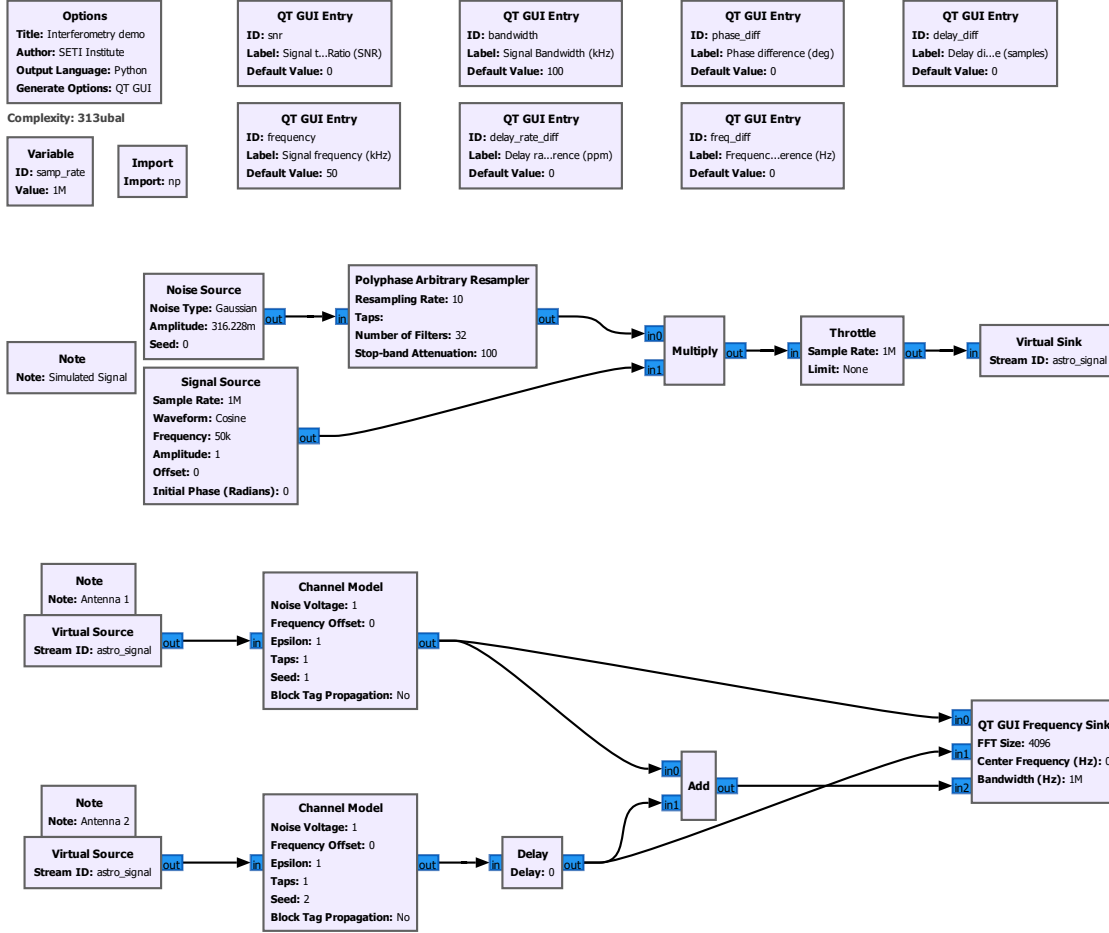 Options
Title: Interferometry demo
Author: SETI Institute
Output Language: Python
Generate Options: QT GUI
Complexity: 313ubal
QT GUI Entry
ID: snr
Label: Signal t...Ratio (SNR)
Default Value: 0
QT GUI Entry
ID: bandwidth
Label: Signal Bandwidth (kHz)
Default Value: 100
QT GUI Entry
ID: phase_diff
Label: Phase difference (deg)
Default Value: 0
QT GUI Entry
ID: delay_diff
Label: Delay di...e (samples)
Default Value: 0
Variable
ID: samp_rate
Value: 1M
Import
Import: np
QT GUI Entry
ID: frequency
Label: Signal frequency (kHz)
Default Value: 50
QT GUI Entry
ID: delay_rate_diff
Label: Delay ra...rence (ppm)
Default Value: 0
QT GUI Entry
ID: freq_diff
Label: Frequenc...erence (Hz)
Default Value: 0
Note
Note: Simulated Signal
Noise Source
Noise Type: Gaussian
Amplitude: 316.228m
Seed: 0
out
in
Polyphase Arbitrary Resampler
Resampling Rate: 10
Taps:
Number of Filters: 32
Stop-band Attenuation: 100
out
Signal Source
Sample Rate: 1M
Waveform: Cosine
Frequency: 50k
Amplitude: 1
Offset: 0
Initial Phase (Radians): 0
out
in0
in1
Multiply
out
in
Throttle
Sample Rate: 1M
Limit: None
out
in
Virtual Sink
Stream ID: astro_signal
Note
Note: Antenna 1
Virtual Source
Stream ID: astro_signal
out
in
Channel Model
Noise Voltage: 1
Frequency Offset: 0
Epsilon: 1
Taps: 1
Seed: 1
Block Tag Propagation: No
out
Note
Note: Antenna 2
Virtual Source
Stream ID: astro_signal
out
in
Channel Model
Noise Voltage: 1
Frequency Offset: 0
Epsilon: 1
Taps: 1
Seed: 2
Block Tag Propagation: No
out
in
Delay
Delay: 0
out
in0
in1
Add
out
in0
in1
in2
QT GUI Frequency Sink
FFT Size: 4096
Center Frequency (Hz): 0
Bandwidth (Hz): 1M